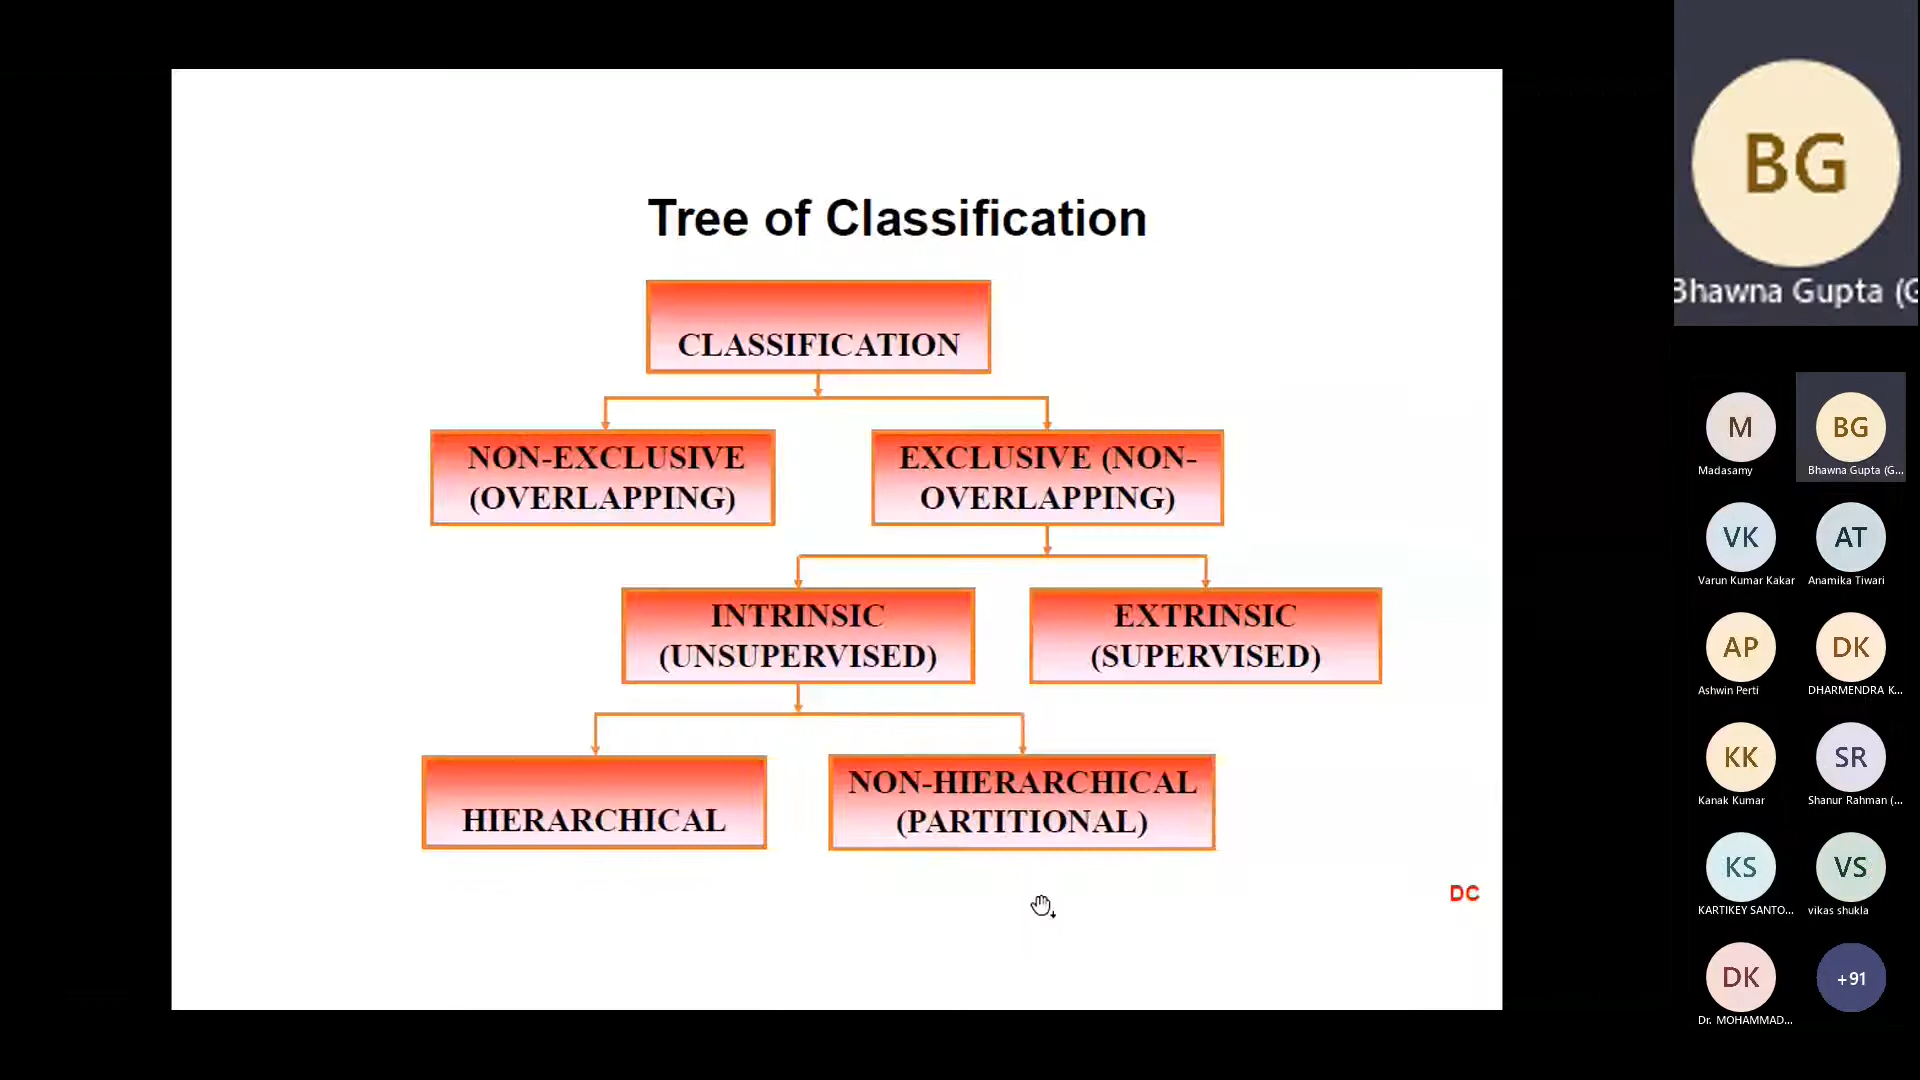 Tree of Classification
CLASSIFICATION
NON-EXCLUSIVE
(OVERLAPPING)
EXCLUSIVE (NON-
OVERLAPPING)
INTRINSIC
(UNSUPERVISED)
EXTRINSIC
(SUPERVISED)
HIERARCHICAL
NON-HIERARCHICAL
(PARTITIONAL)
DC
BG
Bhawna Gupta (G
M
Madasamy
BG
Bhawna Gupta (G...
VK
Varun Kumar Kakar
AT
Anamika Tiwari
AP
Ashwin Perti
DK
DHARMENDRA K...
KK
Kanak Kumar
SR
Shanur Rahman (...
KS
KARTIKEY SANTO...
VS
vikas shukla
DK
Dr. MOHAMMAD...
+91